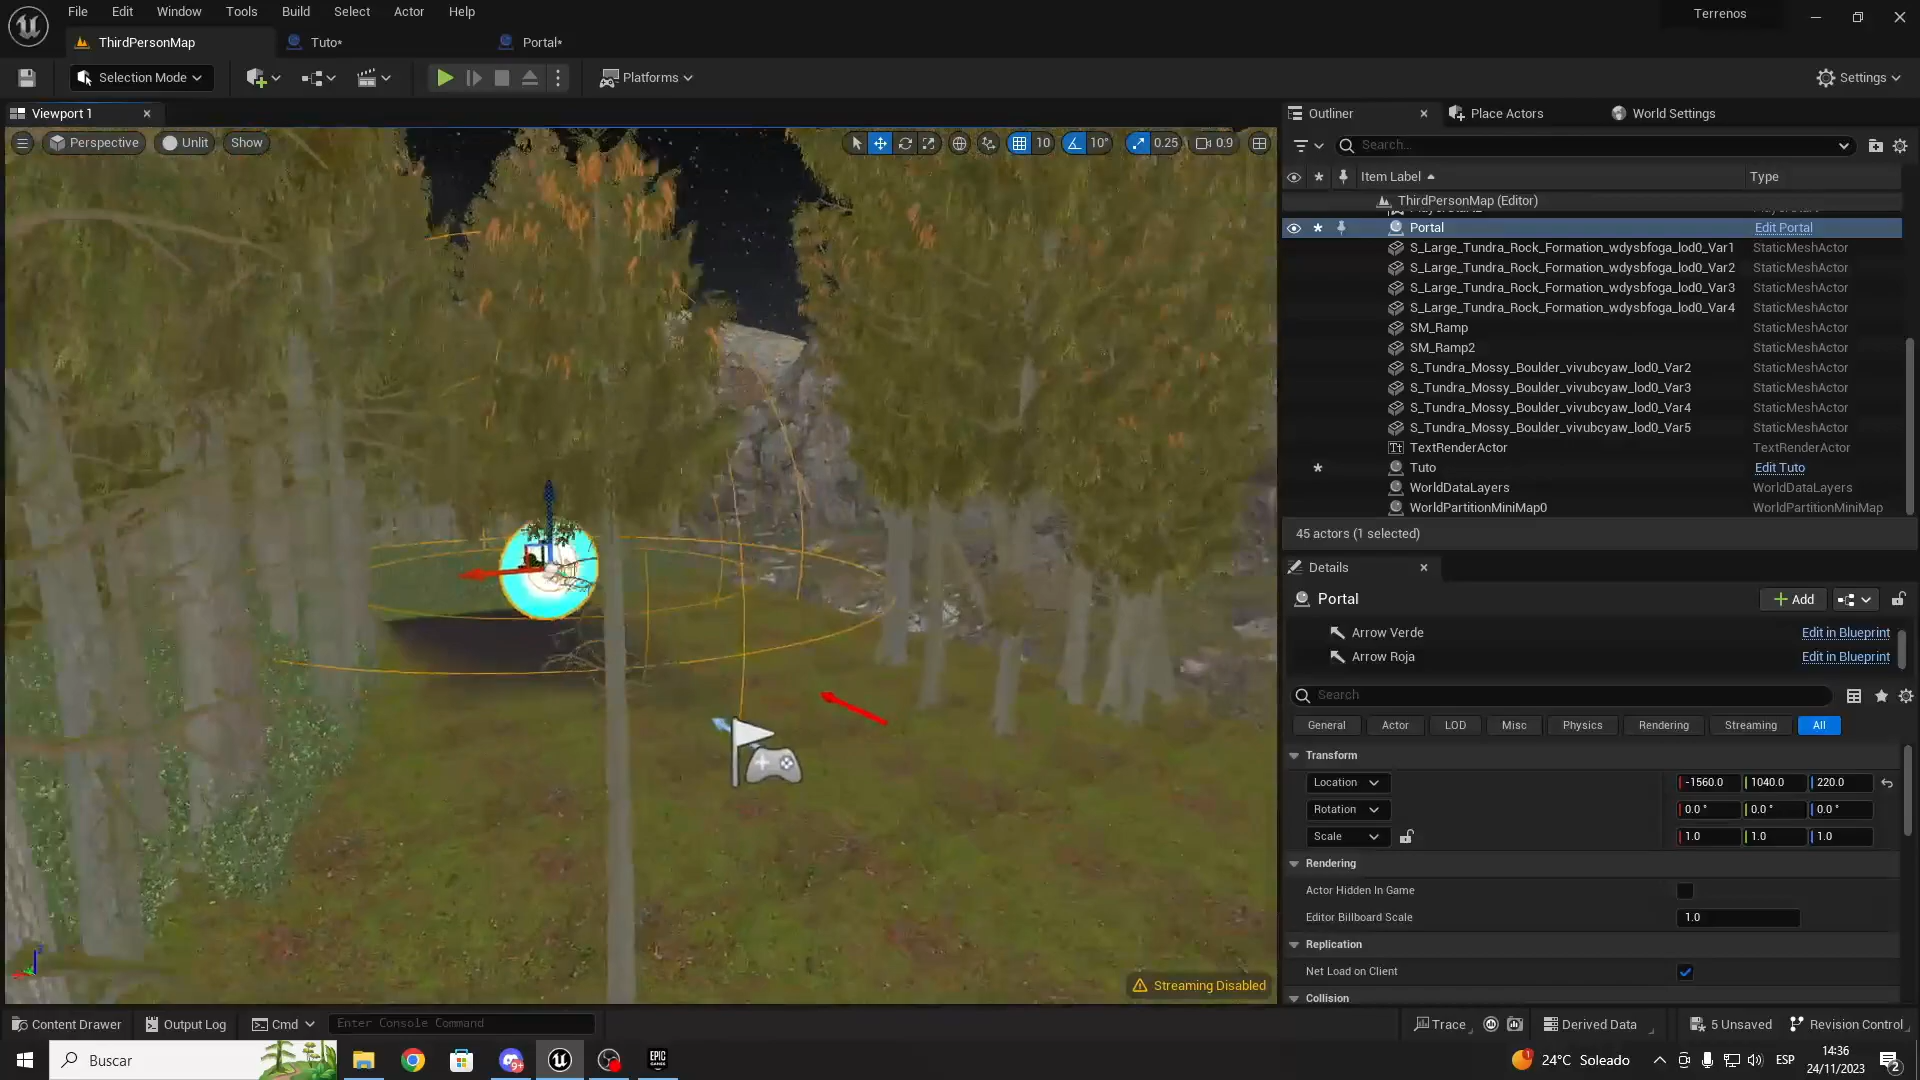 File Edit Window Tools Build Select Actor Help
Terrenos
ThirdPersonMap
Tuto*
Portal*
Selection Mode
Platforms
Settings
Viewport 1
Outliner
Place Actors
World Settings
Perspective
Unlit
Show
10
10°
0.25
0.9
Search...
Item Label
Type
ThirdPersonMap (Editor)
Portal Edit Portal
S_Large_Tundra_Rock_Formation_wdysbfoga_lod0_Var1 StaticMeshActor
S_Large_Tundra_Rock_Formation_wdysbfoga_lod0_Var2 StaticMeshActor
S_Large_Tundra_Rock_Formation_wdysbfoga_lod0_Var3 StaticMeshActor
S_Large_Tundra_Rock_Formation_wdysbfoga_lod0_Var4 StaticMeshActor
SM_Ramp StaticMeshActor
SM_Ramp2 StaticMeshActor
S_Tundra_Mossy_Boulder_vivubcyaw_lod0_Var2 StaticMeshActor
S_Tundra_Mossy_Boulder_vivubcyaw_lod0_Var3 StaticMeshActor
S_Tundra_Mossy_Boulder_vivubcyaw_lod0_Var4 StaticMeshActor
S_Tundra_Mossy_Boulder_vivubcyaw_lod0_Var5 StaticMeshActor
TextRenderActor TextRenderActor
Tuto Edit Tuto
WorldDataLayers WorldDataLayers
WorldPartitionMiniMap0 WorldPartitionMiniMap
45 actors (1 selected)
Details
Portal
Add
Arrow Verde Edit in Blueprint
Arrow Roja Edit in Blueprint
Search
General Actor LOD Misc Physics Rendering Streaming All
Transform
Location -1560.0 1040.0 220.0
Rotation 0.0 ° 0.0 ° 0.0 °
Scale 1.0 1.0 1.0
Rendering
Actor Hidden In Game
Editor Billboard Scale 1.0
Replication
Net Load on Client
Collision
Streaming Disabled
Content Drawer
Output Log
Cmd
Enter Console Command
Trace
Derived Data
5 Unsaved
Revision Control
Buscar
9+
EPIC
GAMES
1
24°C Soleado
ESP
14:36
24/11/2023
2